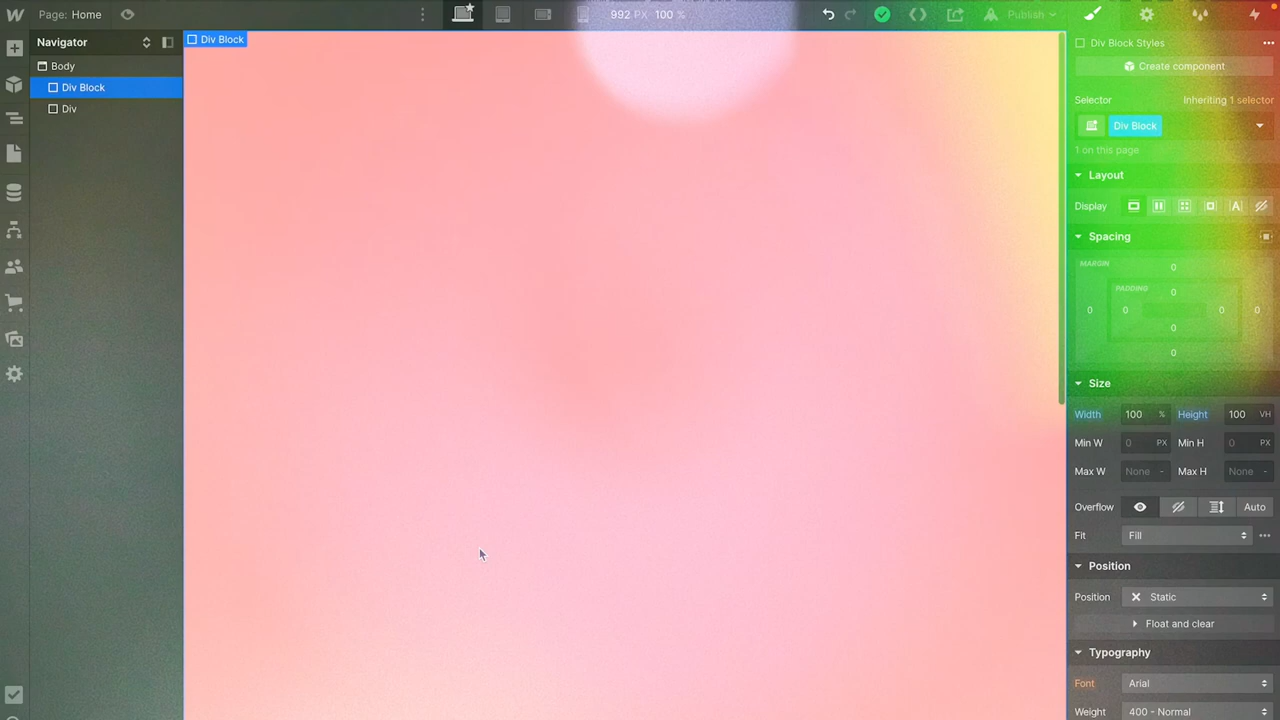 Page: Home
992 PX 100 %
Publish
Navigator
Body
Div Block
Div
Div Block
Div Block Styles
Create component
Selector Inheriting 1 selector
Div Block
1 on this page
Layout
Display
Spacing
MARGIN
0
PADDING
0
0 0 0 0
0
0
Size
Width 100 % Height 100 VH
Min W 0 PX Min H 0 PX
Max W None - Max H None -
Overflow Auto
Fit Fill
Position
Position Static
Float and clear
Typography
Font Arial
Weight 400 - Normal